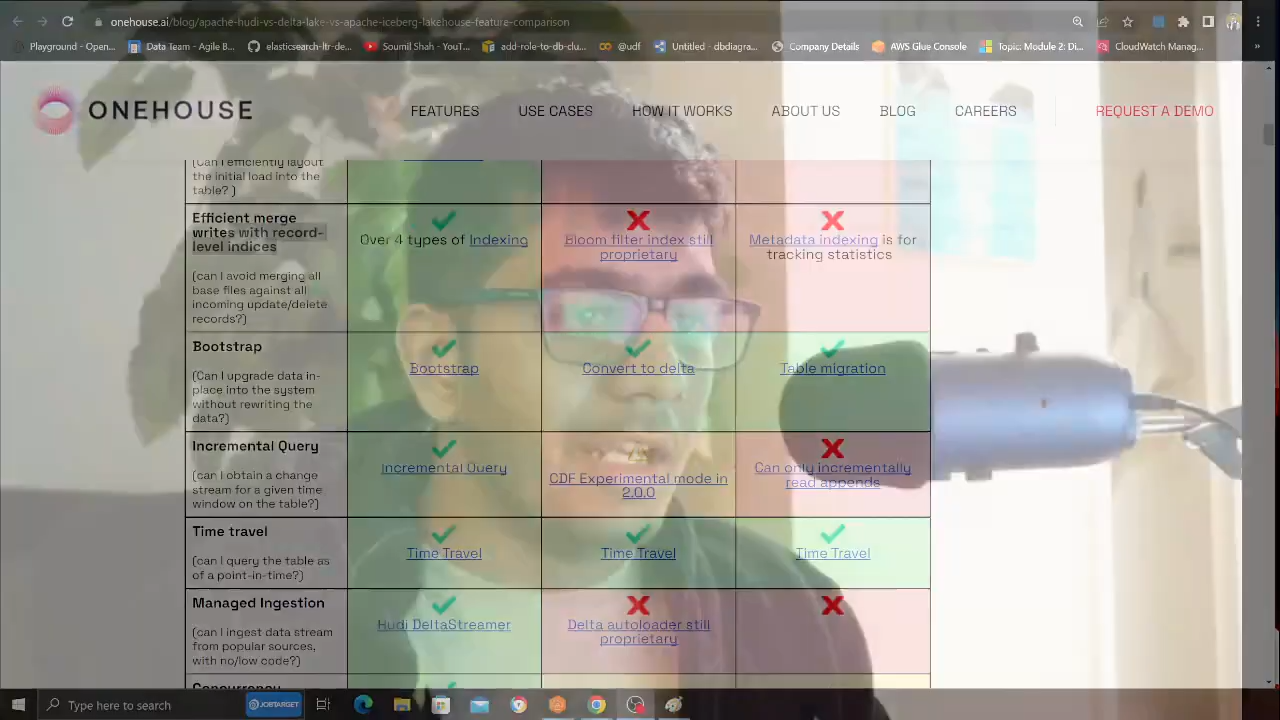 onehouse.ai/blog/apache-hudi-vs-delta-lake-vs-apache-iceberg-lakehouse-feature-comparison
Playground - Open... Data Team - Agile B... elasticsearch-ltr-de... Soumil Shah - YouT... add-role-to-db-clu... @udf Untitled - dbdiagra... Company Details AWS Glue Console Topic: Module 2: Di... CloudWatch Manag... »
ONEHOUSE FEATURES USE CASES HOW IT WORKS ABOUT US BLOG CAREERS REQUEST A DEMO
(Can I efficiently layout
the initial load into the
table? )
Efficient merge
writes with record-
level indices
(can I avoid merging all
base files against all
incoming update/delete
records?)
Over 4 types of Indexing
Bloom filter index still
proprietary
Metadata indexing is for
tracking statistics
Bootstrap
(Can I upgrade data in-
place into the system
without rewriting the
data?)
Bootstrap
Convert to delta
Table migration
Incremental Query
(can I obtain a change
stream for a given time
window on the table?)
Incremental Query
CDF Experimental mode in
2.0.0
Can only incrementally
read appends
Time travel
(can I query the table as
of a point-in-time?)
Time Travel
Time Travel
Time Travel
Managed Ingestion
(can I ingest data stream
from popular sources,
with no/low code?)
Hudi DeltaStreamer
Delta autoloader still
proprietary
Concurrency
Type here to search
JOBTARGET